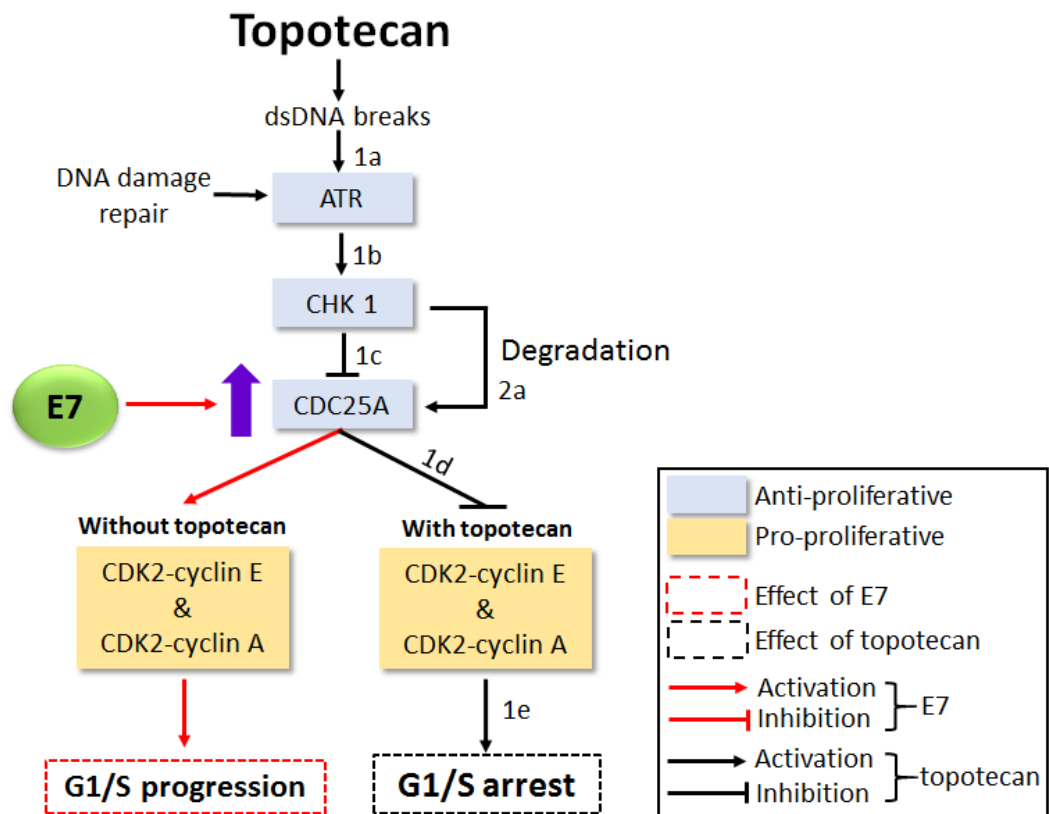 Topotecan
dsDNA breaks
1a
DNA damage
repair
ATR
1b
CHK 1
1c
Degradation
2a
E7
CDC25A
1d
Without topotecan
With topotecan
CDK2-cyclin E
&
CDK2-cyclin A
CDK2-cyclin E
&
CDK2-cyclin A
1e
G1/S progression
G1/S arrest
Anti-proliferative
Pro-proliferative
Effect of E7
Effect of topotecan
Activation
Inhibition
E7
Activation
Inhibition
topotecan